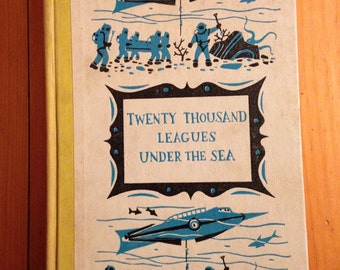 TWENTY THOUSAND
LEAGUES
UNDER THE SEA